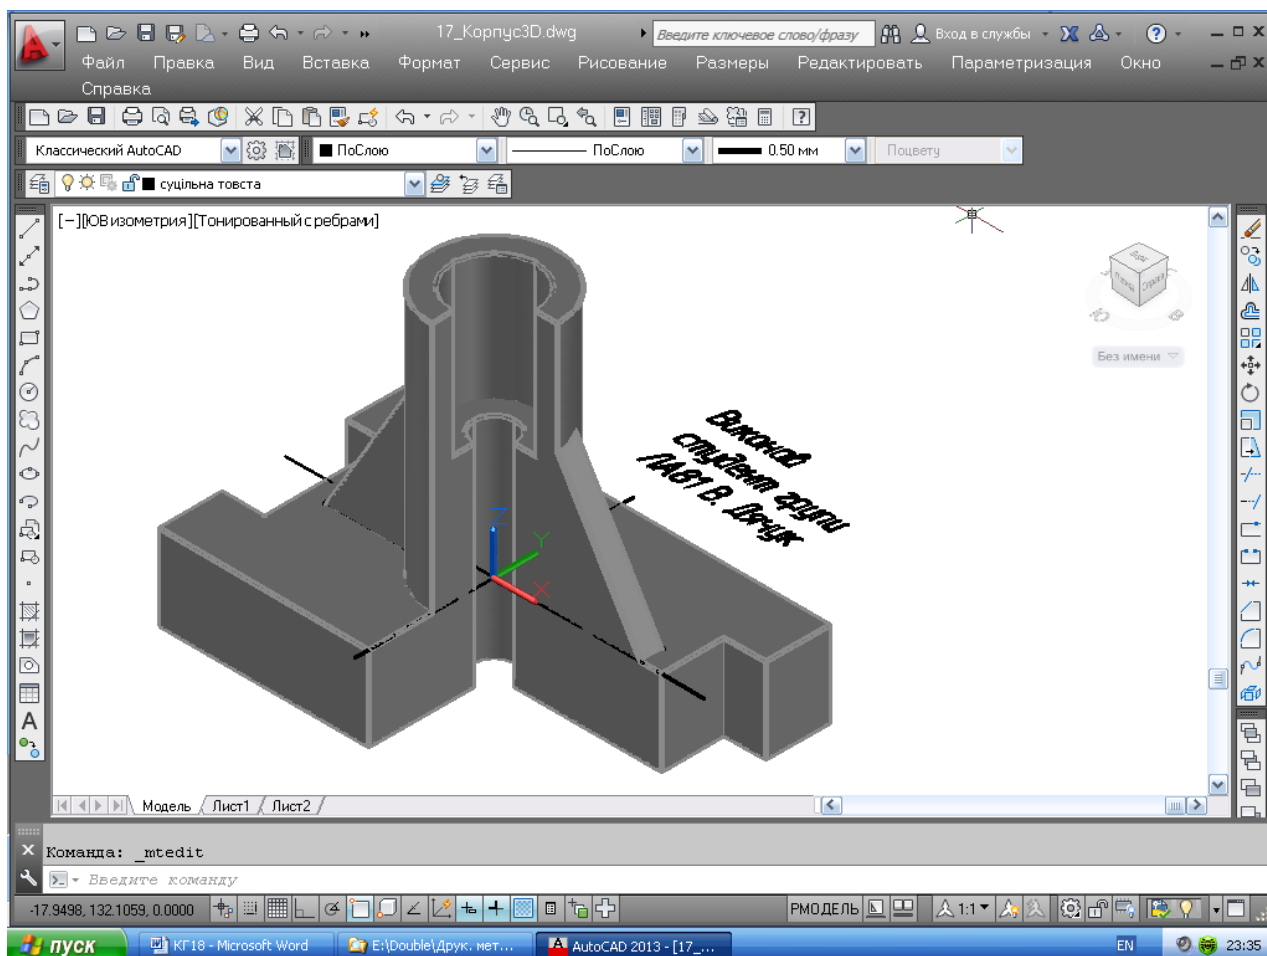 17_Корпус3D.dwg
Введите ключевое слово/фразу
Вход в службы
Файл Правка Вид Вставка Формат Сервис Рисование Размеры Редактировать Параметризация Окно
Справка
Классический AutoCAD
ПоСлою
ПоСлою
0.50 мм
Поцвету
суцільна товста
[−][ЮВ изометрия][Тонированный с ребрами]
Без имени
Виконав
студент групи
ЛА61 В. Дячук
Z
Y
X
Модель Лист1 Лист2
Команда: _mtedit
Введите команду
-17.9498, 132.1059, 0.0000
РМОДЕЛЬ
1:1
пуск
КГ18 - Microsoft Word
E:\Double\Друк. мет...
AutoCAD 2013 - [17_...
EN
23:35